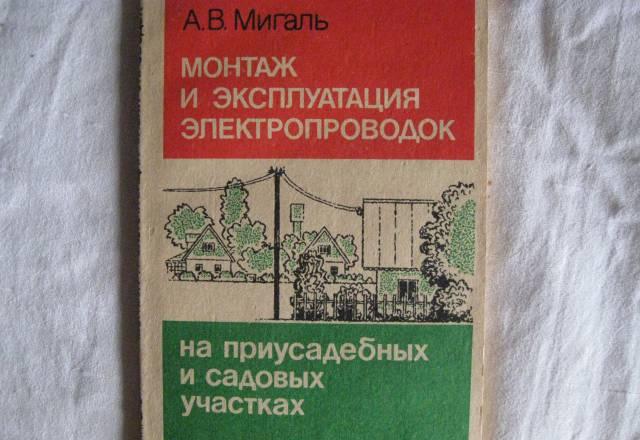 А.В. Мигаль
МОНТАЖ
И ЭКСПЛУАТАЦИЯ
ЭЛЕКТРОПРОВОДОК
на приусадебных
и садовых
участках